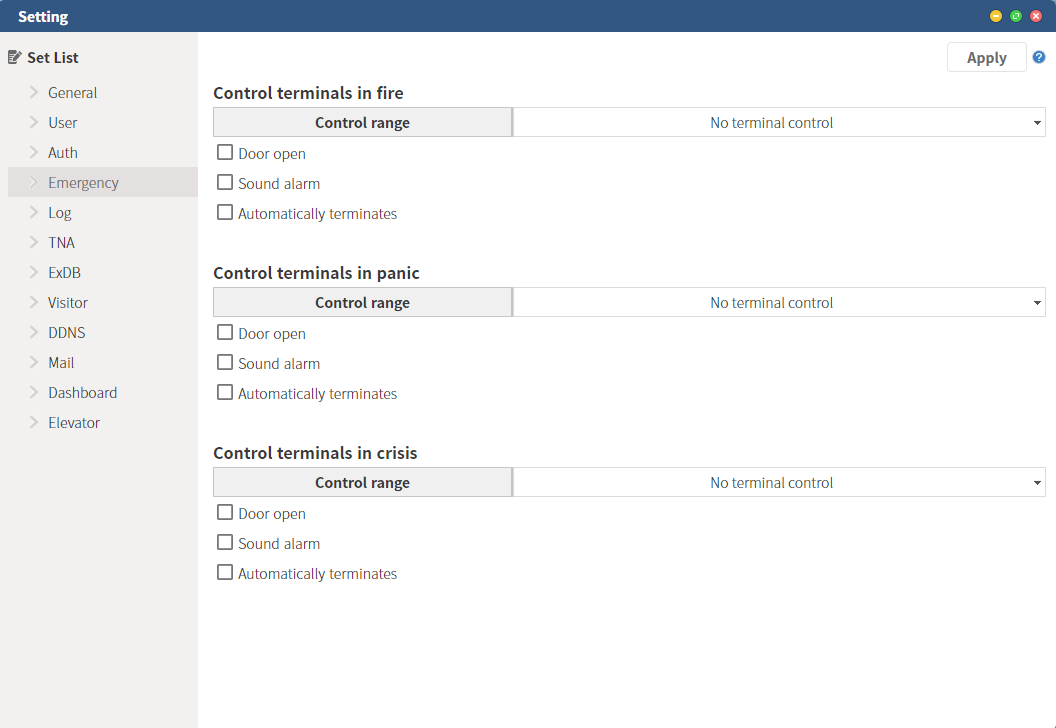 Setting
Set List
General
User
Auth
Emergency
Log
TNA
ExDB
Visitor
DDNS
Mail
Dashboard
Elevator
Apply
Control terminals in fire
Control range No terminal control
Door open
Sound alarm
Automatically terminates
Control terminals in panic
Control range No terminal control
Door open
Sound alarm
Automatically terminates
Control terminals in crisis
Control range No terminal control
Door open
Sound alarm
Automatically terminates